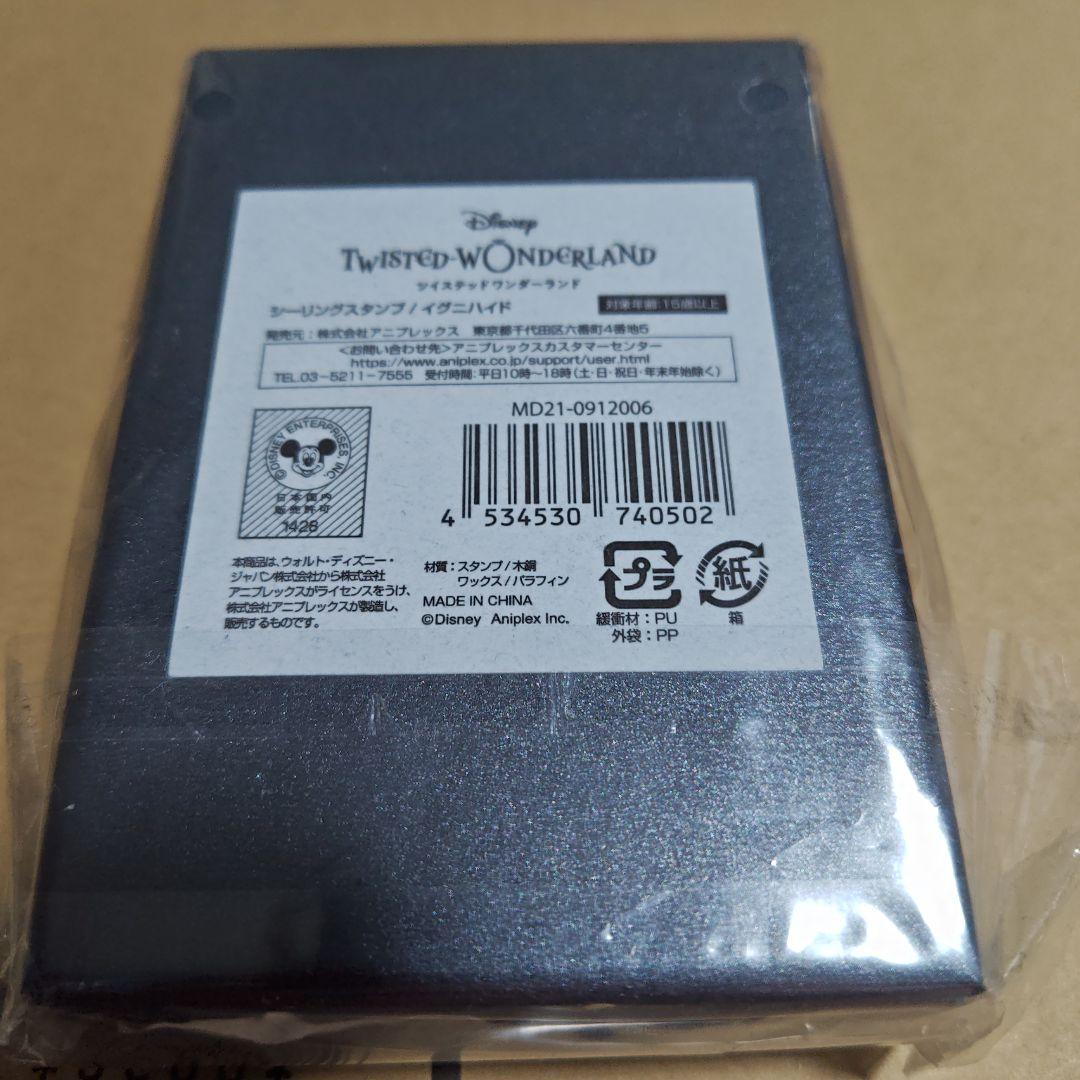 Disney
TWISTED-WONDERLAND
ツイステッドワンダーランド
シーリングスタンプ/イグニハイド
対象年齢:15歳以上
発売元:株式会社アニプレックス 東京都千代田区六番町4番地5
<お問い合わせ先>アニプレックスカスタマーセンター
https://www.aniplex.co.jp/support/user.html
TEL.03-5211-7555 受付時間:平日10時~18時(土・日・祝日・年末年始除く)
MD21-0912006
©DISNEY ENTERPRISES, INC.
日本国内
販売許可
1428
4 534530 740502
本商品は、ウォルト・ディズニー・
ジャパン株式会社から株式会社
アニプレックスがライセンスをうけ、
株式会社アニプレックスが製造し、
販売するものです。
材質:スタンプ/木、銅
ワックス/パラフィン
MADE IN CHINA
©Disney Aniplex Inc.
プラ
緩衝材:PU
外袋:PP
紙
箱